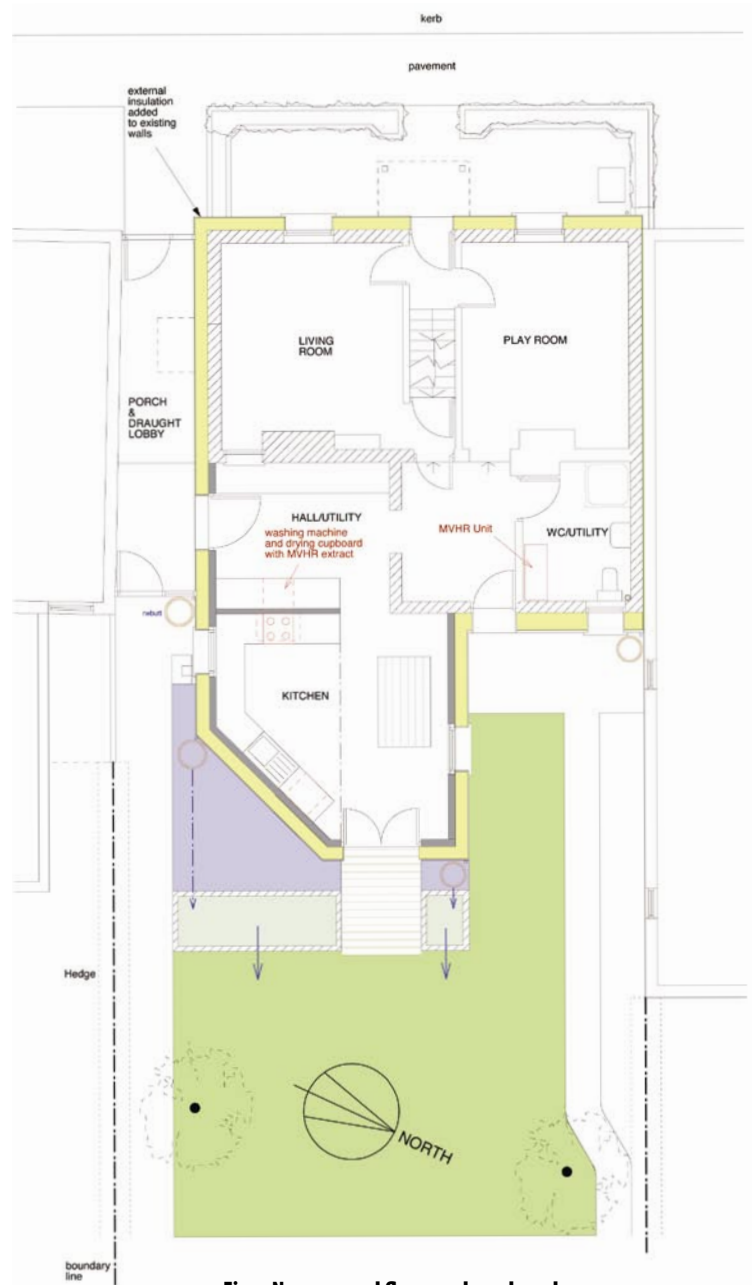 kerb
pavement
external
insulation
added
to existing
walls
LIVING
ROOM
PLAY ROOM
PORCH
&
DRAUGHT
LOBBY
HALL/UTILITY
washing machine
and drying cupboard
with MVHR extract
MVHR Unit
WC/UTILITY
rwbutt
KITCHEN
Hedge
NORTH
boundary
line